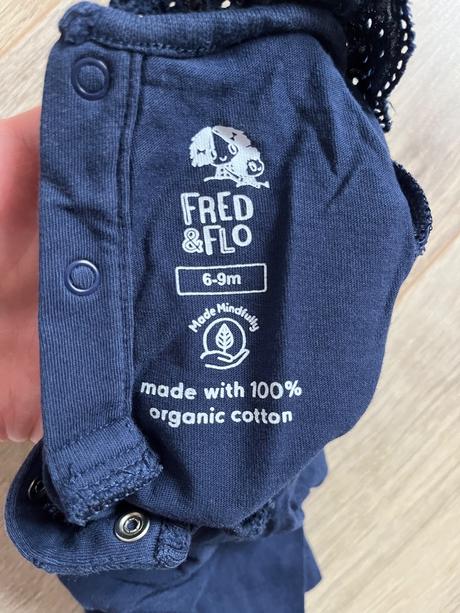 FRED
&FLO
6-9m
Made Mindfully
made with 100%
organic cotton